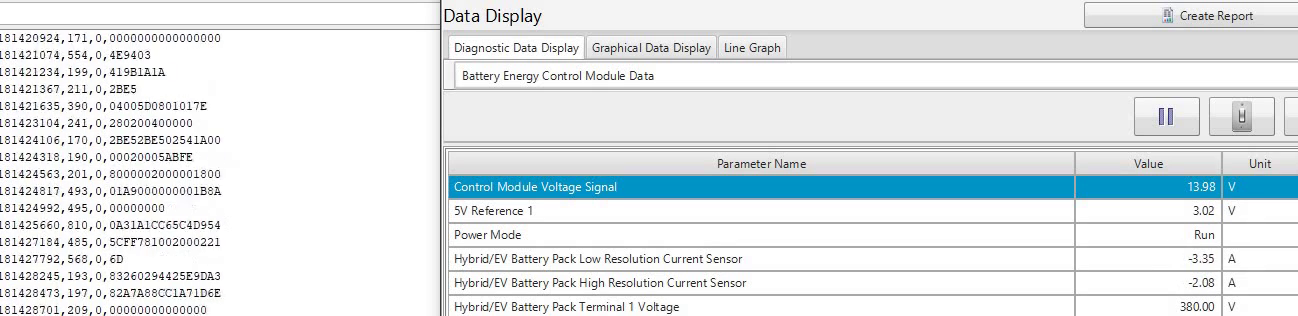 181420924,171,0,0000000000000000
181421074,554,0,4E9403
181421234,199,0,419B1A1A
181421367,211,0,2BE5
181421635,390,0,04005D0801017E
181423104,241,0,280200400000
181424106,170,0,2BE52BE502541A00
181424318,190,0,00020005ABFE
181424563,201,0,8000002000001800
181424817,493,0,01A9000000001B8A
181424992,495,0,00000000
181425660,810,0,0A31A1CC65C4D954
181427184,485,0,5CFF781002000221
181427792,568,0,6D
181428245,193,0,83260294425E9DA3
181428473,197,0,82A7A88CC1A71D6E
181428701,209,0,00000000000000
Data Display
Create Report
Diagnostic Data Display Graphical Data Display Line Graph
Battery Energy Control Module Data
Parameter Name Value Unit
Control Module Voltage Signal 13.98 V
5V Reference 1 3.02 V
Power Mode Run
Hybrid/EV Battery Pack Low Resolution Current Sensor -3.35 A
Hybrid/EV Battery Pack High Resolution Current Sensor -2.08 A
Hybrid/EV Battery Pack Terminal 1 Voltage 380.00 V